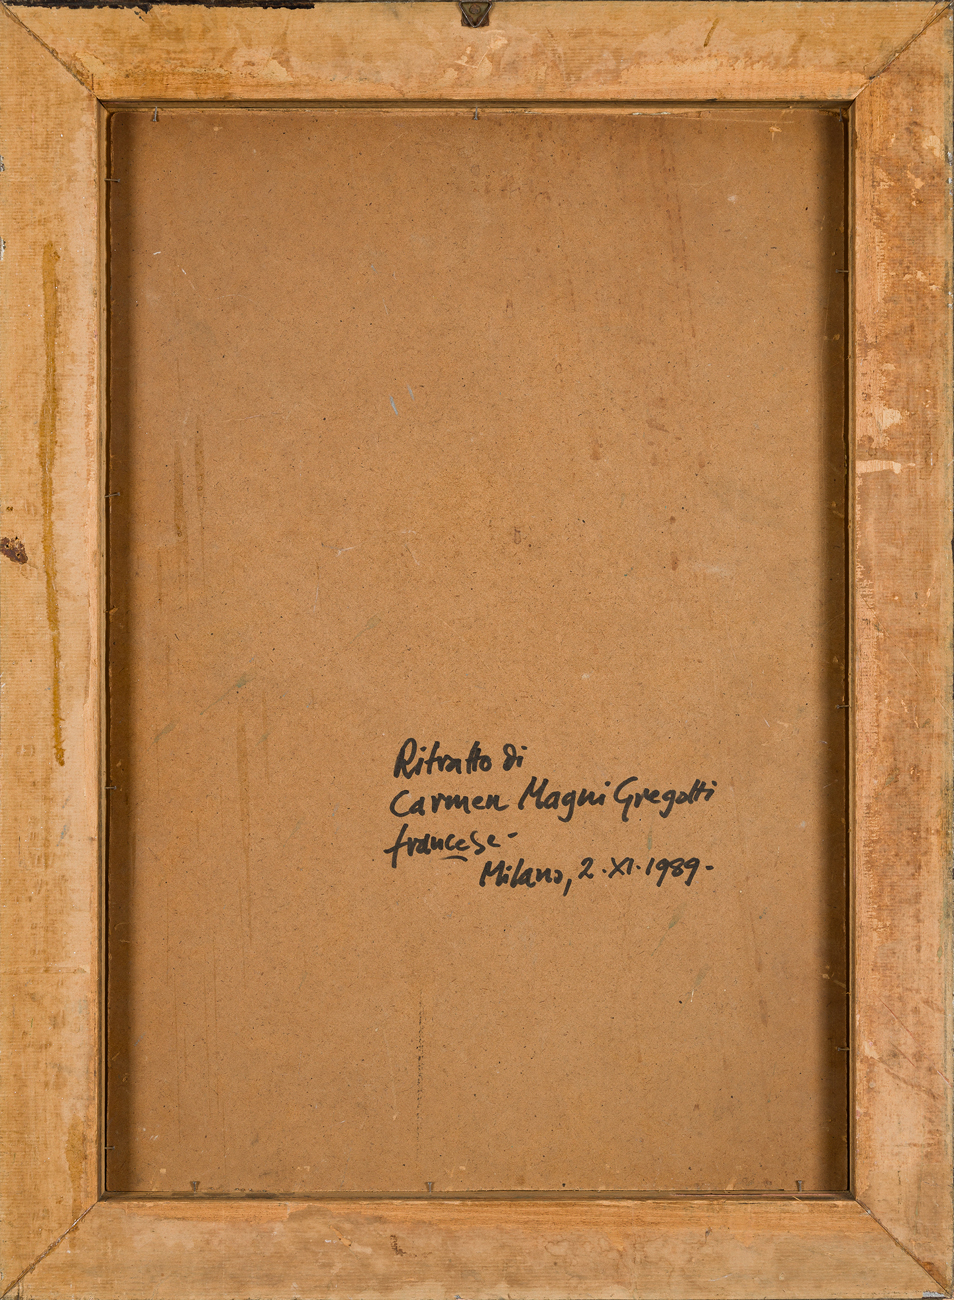 Ritratto di
Carmen Magni Gregotti
francese-
Milano, 2.XI.1989-